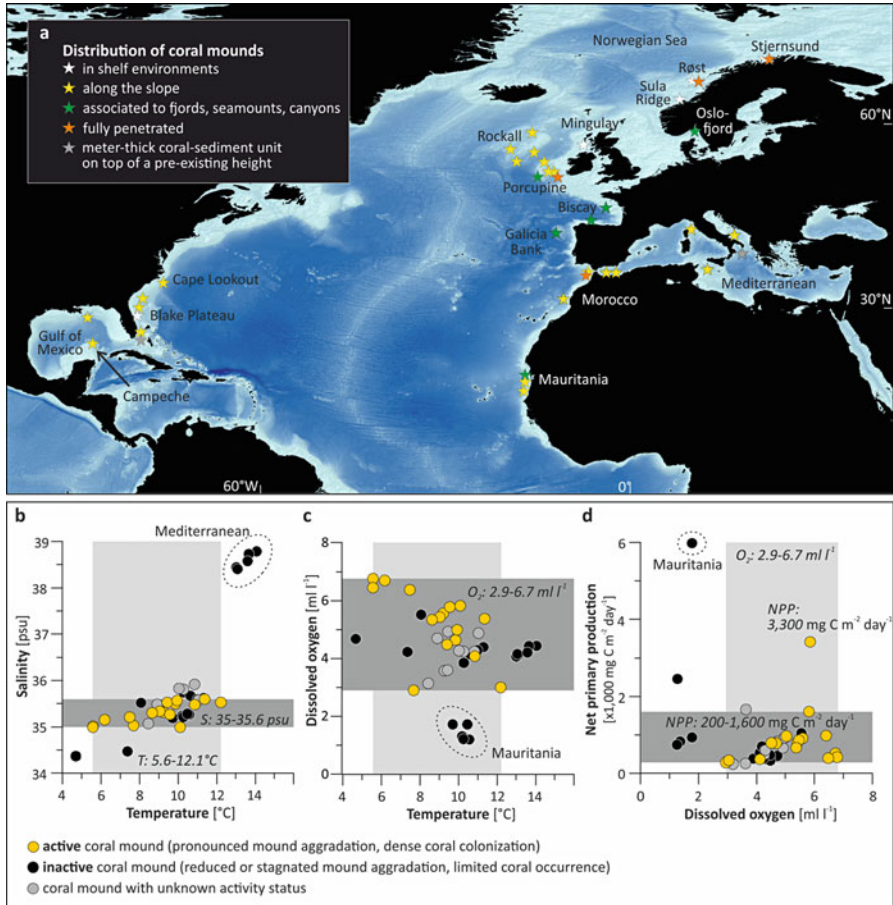 a
Distribution of coral mounds
in shelf environments
along the slope
associated to fjords, seamounts, canyons
fully penetrated
meter-thick coral-sediment unit
on top of a pre-existing height
Norwegian Sea
Stjernsund
Røst
Sula
Ridge
Oslo-
fjord
60°N
Mingulay
Rockall
Porcupine
Biscay
Galicia
Bank
Mediterranean
30°N
Morocco
Cape Lookout
Blake Plateau
Gulf of
Mexico
Campeche
Mauritania
60°W
01
b
Mediterranean
39
38
37
36
35
34
Salinity [psu]
S: 35-35.6 psu
T: 5.6-12.1°C
4 6 8 10 12 14
Temperature [°C]
c
8
6
4
2
0
Dissolved oxygen [ml l-1]
O2: 2.9-6.7 ml l-1
Mauritania
4 6 8 10 12 14
Temperature [°C]
d
6
5
4
3
2
1
0
Net primary production
[x1,000 mg C m-2 day-1]
Mauritania
O2: 2.9-6.7 ml l-1
NPP:
3,300 mg C m-2 day-1
NPP: 200-1,600 mg C m-2 day-1
0 2 4 6 8
Dissolved oxygen [ml l-1]
active coral mound (pronounced mound aggradation, dense coral colonization)
inactive coral mound (reduced or stagnated mound aggradation, limited coral occurrence)
coral mound with unknown activity status